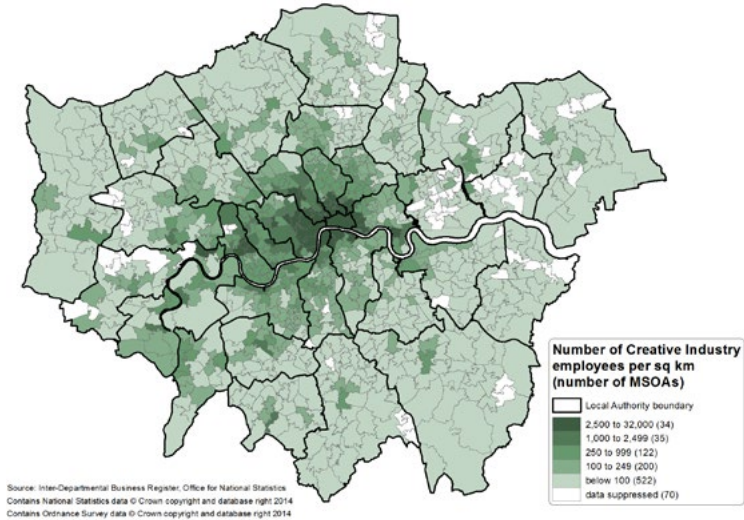 Number of Creative Industry
employees per sq km
(number of MSOAs)
Local Authority boundary
2,500 to 32,000 (34)
1,000 to 2,499 (35)
250 to 999 (122)
100 to 249 (200)
below 100 (522)
data suppressed (70)
Source: Inter-Departmental Business Register, Office for National Statistics
Contains National Statistics data © Crown copyright and database right 2014
Contains Ordnance Survey data © Crown copyright and database right 2014